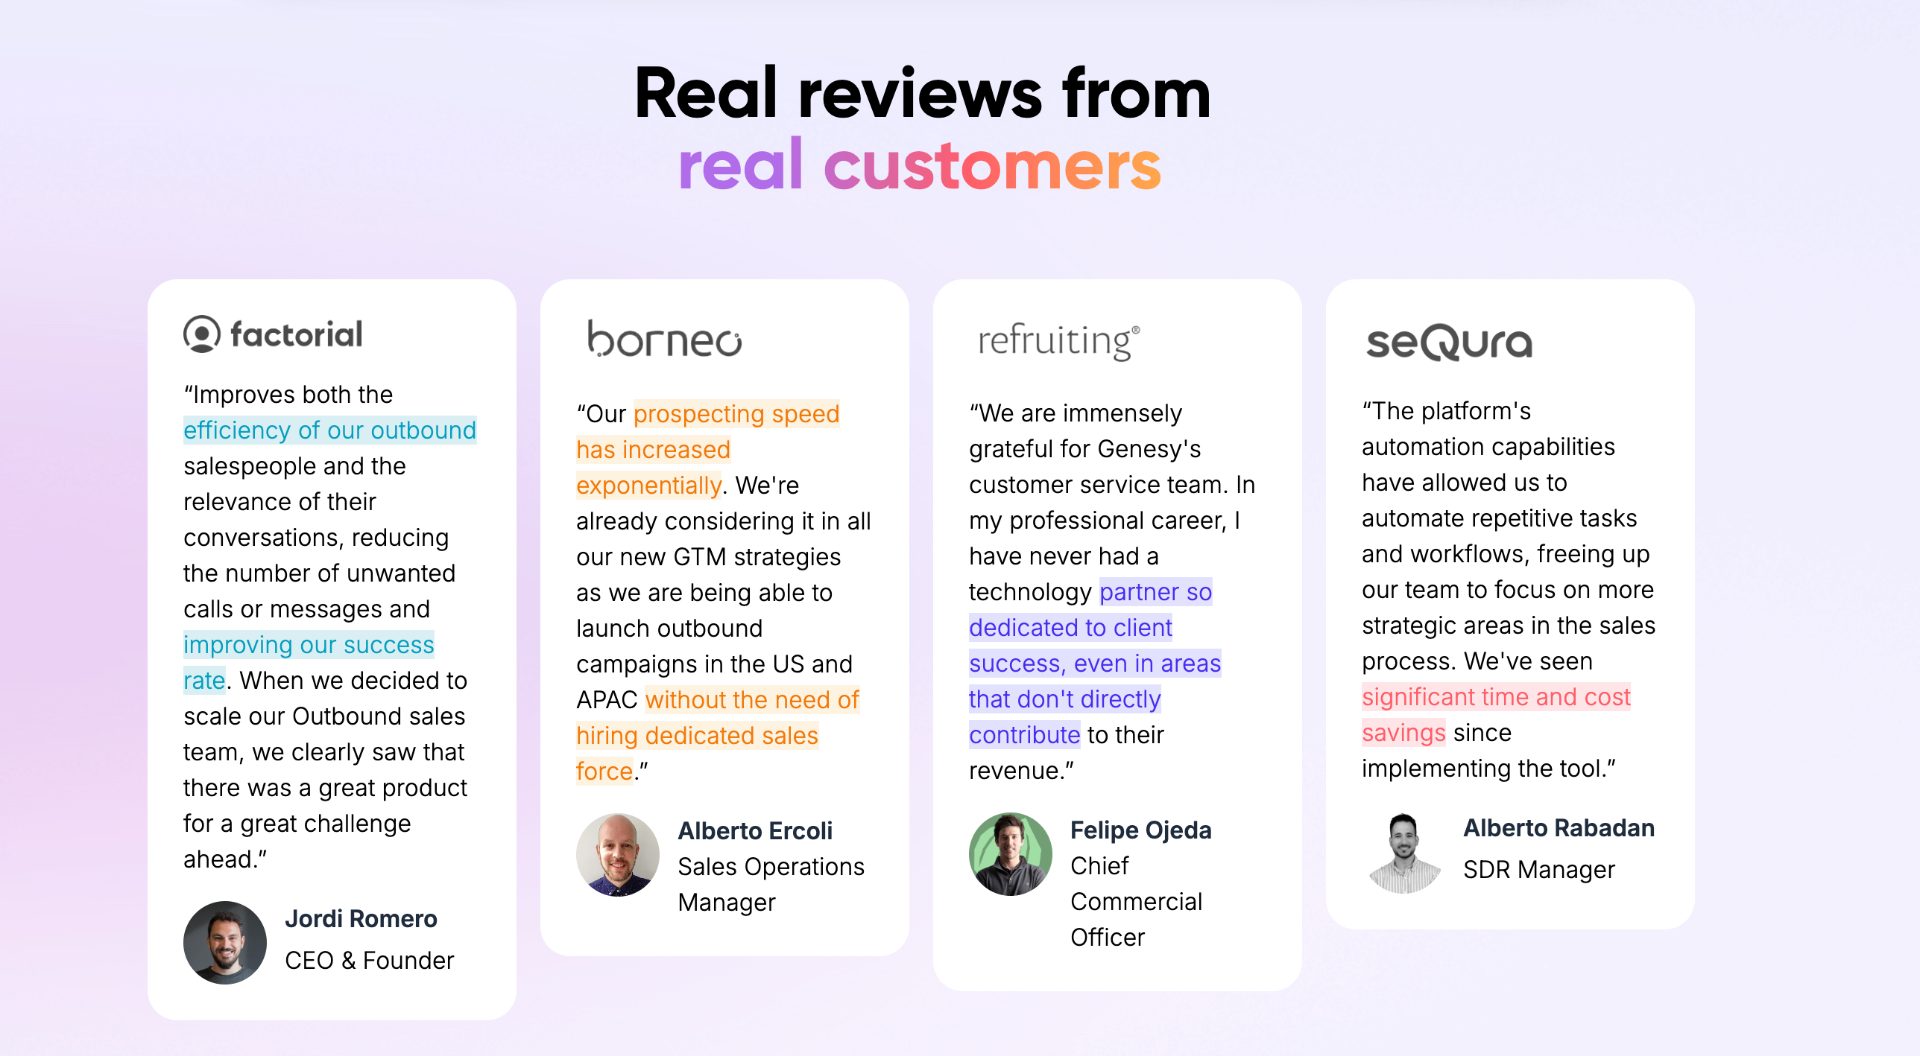 Real reviews from
real customers
factorial
“Improves both the
efficiency of our outbound
salespeople and the
relevance of their
conversations, reducing
the number of unwanted
calls or messages and
improving our success
rate. When we decided to
scale our Outbound sales
team, we clearly saw that
there was a great product
for a great challenge
ahead.”
Jordi Romero
CEO & Founder
borneo
“Our prospecting speed
has increased
exponentially. We're
already considering it in all
our new GTM strategies
as we are being able to
launch outbound
campaigns in the US and
APAC without the need of
hiring dedicated sales
force.”
Alberto Ercoli
Sales Operations
Manager
refruiting®
“We are immensely
grateful for Genesy's
customer service team. In
my professional career, I
have never had a
technology partner so
dedicated to client
success, even in areas
that don't directly
contribute to their
revenue.”
Felipe Ojeda
Chief
Commercial
Officer
seQura
“The platform's
automation capabilities
have allowed us to
automate repetitive tasks
and workflows, freeing up
our team to focus on more
strategic areas in the sales
process. We've seen
significant time and cost
savings since
implementing the tool.”
Alberto Rabadan
SDR Manager